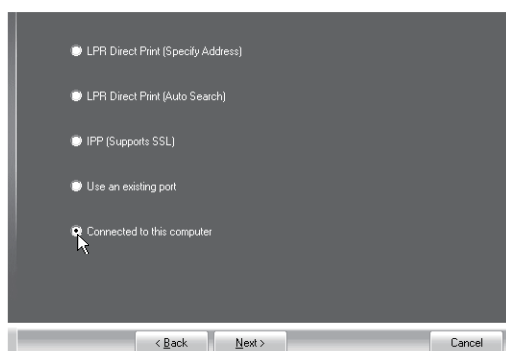 LPR Direct Print (Specify Address)
LPR Direct Print (Auto Search)
IPP (Supports SSL)
Use an existing port
Connected to this computer
< Back Next > Cancel